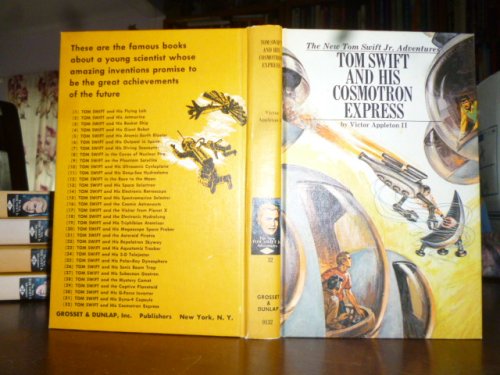 These are the famous books
about a young scientist whose
amazing inventions promise to
be the great achievements
of the future
(1) TOM SWIFT and His Flying Lab
(2) TOM SWIFT and His Jetmarine
(3) TOM SWIFT and His Rocket Ship
(4) TOM SWIFT and His Giant Robot
(5) TOM SWIFT and His Atomic Earth Blaster
(6) TOM SWIFT and His Outpost in Space
(7) TOM SWIFT and His Diving Seacopter
(8) TOM SWIFT in the Caves of Nuclear Fire
(9) TOM SWIFT on the Phantom Satellite
(10) TOM SWIFT and His Ultrasonic Cycloplane
(11) TOM SWIFT and His Deep-Sea Hydrodome
(12) TOM SWIFT in the Race to the Moon
(13) TOM SWIFT and His Space Solartron
(14) TOM SWIFT and His Electronic Retroscope
(15) TOM SWIFT and His Spectromarine Selector
(16) TOM SWIFT and the Cosmic Astronauts
(17) TOM SWIFT and the Visitor from Planet X
(18) TOM SWIFT and the Electronic Hydrolung
(19) TOM SWIFT and His Triphibian Atomicar
(20) TOM SWIFT and His Megascope Space Prober
(21) TOM SWIFT and the Asteroid Pirates
(22) TOM SWIFT and His Repelatron Skyway
(23) TOM SWIFT and His Aquatomic Tracker
(24) TOM SWIFT and His 3-D Telejector
(25) TOM SWIFT and His Polar-Ray Dynasphere
(26) TOM SWIFT and His Sonic Boom Trap
(27) TOM SWIFT and His Subocean Geotron
(28) TOM SWIFT and the Mystery Comet
(29) TOM SWIFT and the Captive Planetoid
(30) TOM SWIFT and His G-Force Inverter
(31) TOM SWIFT and His Dyna-4 Capsule
(32) TOM SWIFT and His Cosmotron Express
GROSSET & DUNLAP, Inc. Publishers New York, N. Y.
TOM SWIFT
AND HIS
COSMOTRON
EXPRESS
Victor
Appleton II
32
GROSSET
& DUNLAP
9132
The New Tom Swift Jr. Adventures
TOM SWIFT
AND HIS
COSMOTRON
EXPRESS
by Victor Appleton II